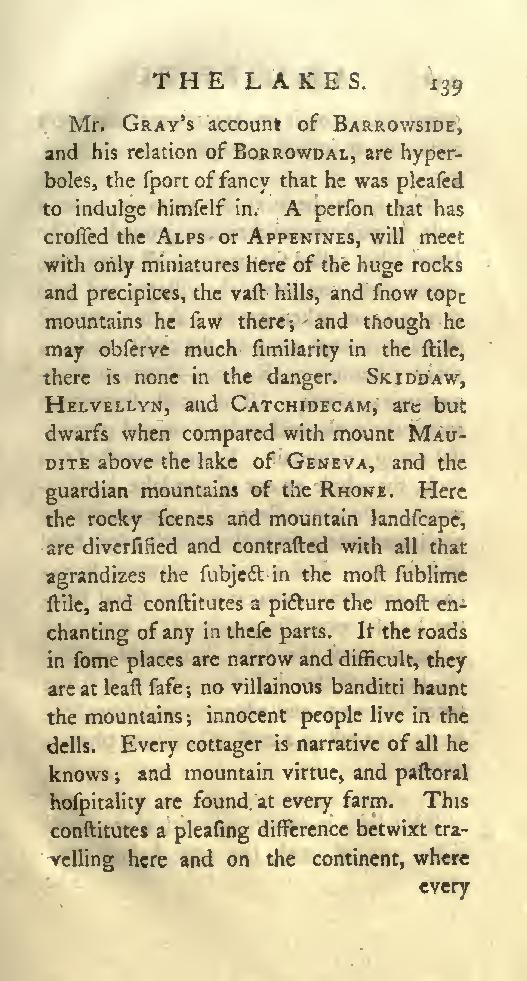 THE LAKES. 139
Mr. GRAY's account of BARROWSIDE,
and his relation of BORROWDAL, are hyper-
boles, the ſport of fancy that he was pleaſed
to indulge himſelf in. A perſon that has
croſſed the ALPS or APPENINES, will meet
with only miniatures here of the huge rocks
and precipices, the vaſt hills, and ſnow topt
mountains he ſaw there; and though he
may obſerve much ſimilarity in the ſtile,
there is none in the danger. SKIDDAW,
HELVELLYN, and CATCHIDECAM, are but
dwarfs when compared with mount MAU-
DITE above the lake of GENEVA, and the
guardian mountains of the RHONE. Here
the rocky ſcenes and mountain landſcape,
are diverſified and contraſted with all that
agrandizes the ſubject in the moſt ſublime
ſtile, and conſtitutes a picture the moſt en-
chanting of any in theſe parts. If the roads
in ſome places are narrow and difficult, they
are at leaſt ſafe; no villainous banditti haunt
the mountains; innocent people live in the
dells. Every cottager is narrative of all he
knows; and mountain virtue, and paſtoral
hoſpitality are found at every farm. This
conſtitutes a pleaſing difference betwixt tra-
velling here and on the continent, where
every